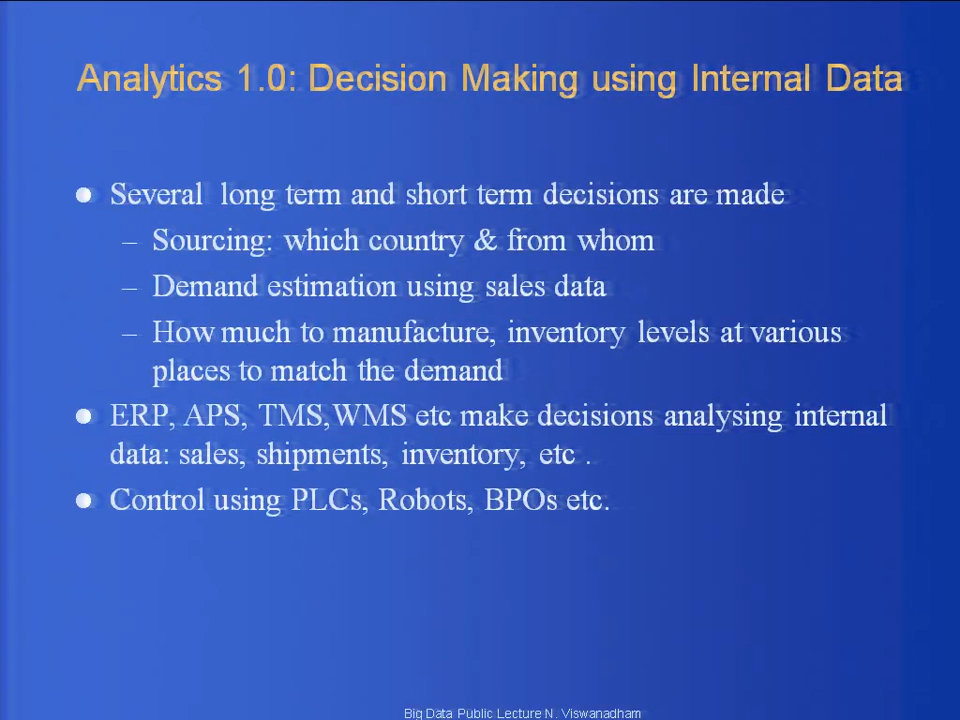 Analytics 1.0: Decision Making using Internal Data
● Several long term and short term decisions are made
– Sourcing: which country & from whom
– Demand estimation using sales data
– How much to manufacture, inventory levels at various
places to match the demand
● ERP, APS, TMS,WMS etc make decisions analysing internal
data: sales, shipments, inventory, etc .
● Control using PLCs, Robots, BPOs etc.
Big Data Public Lecture N. Viswanadham